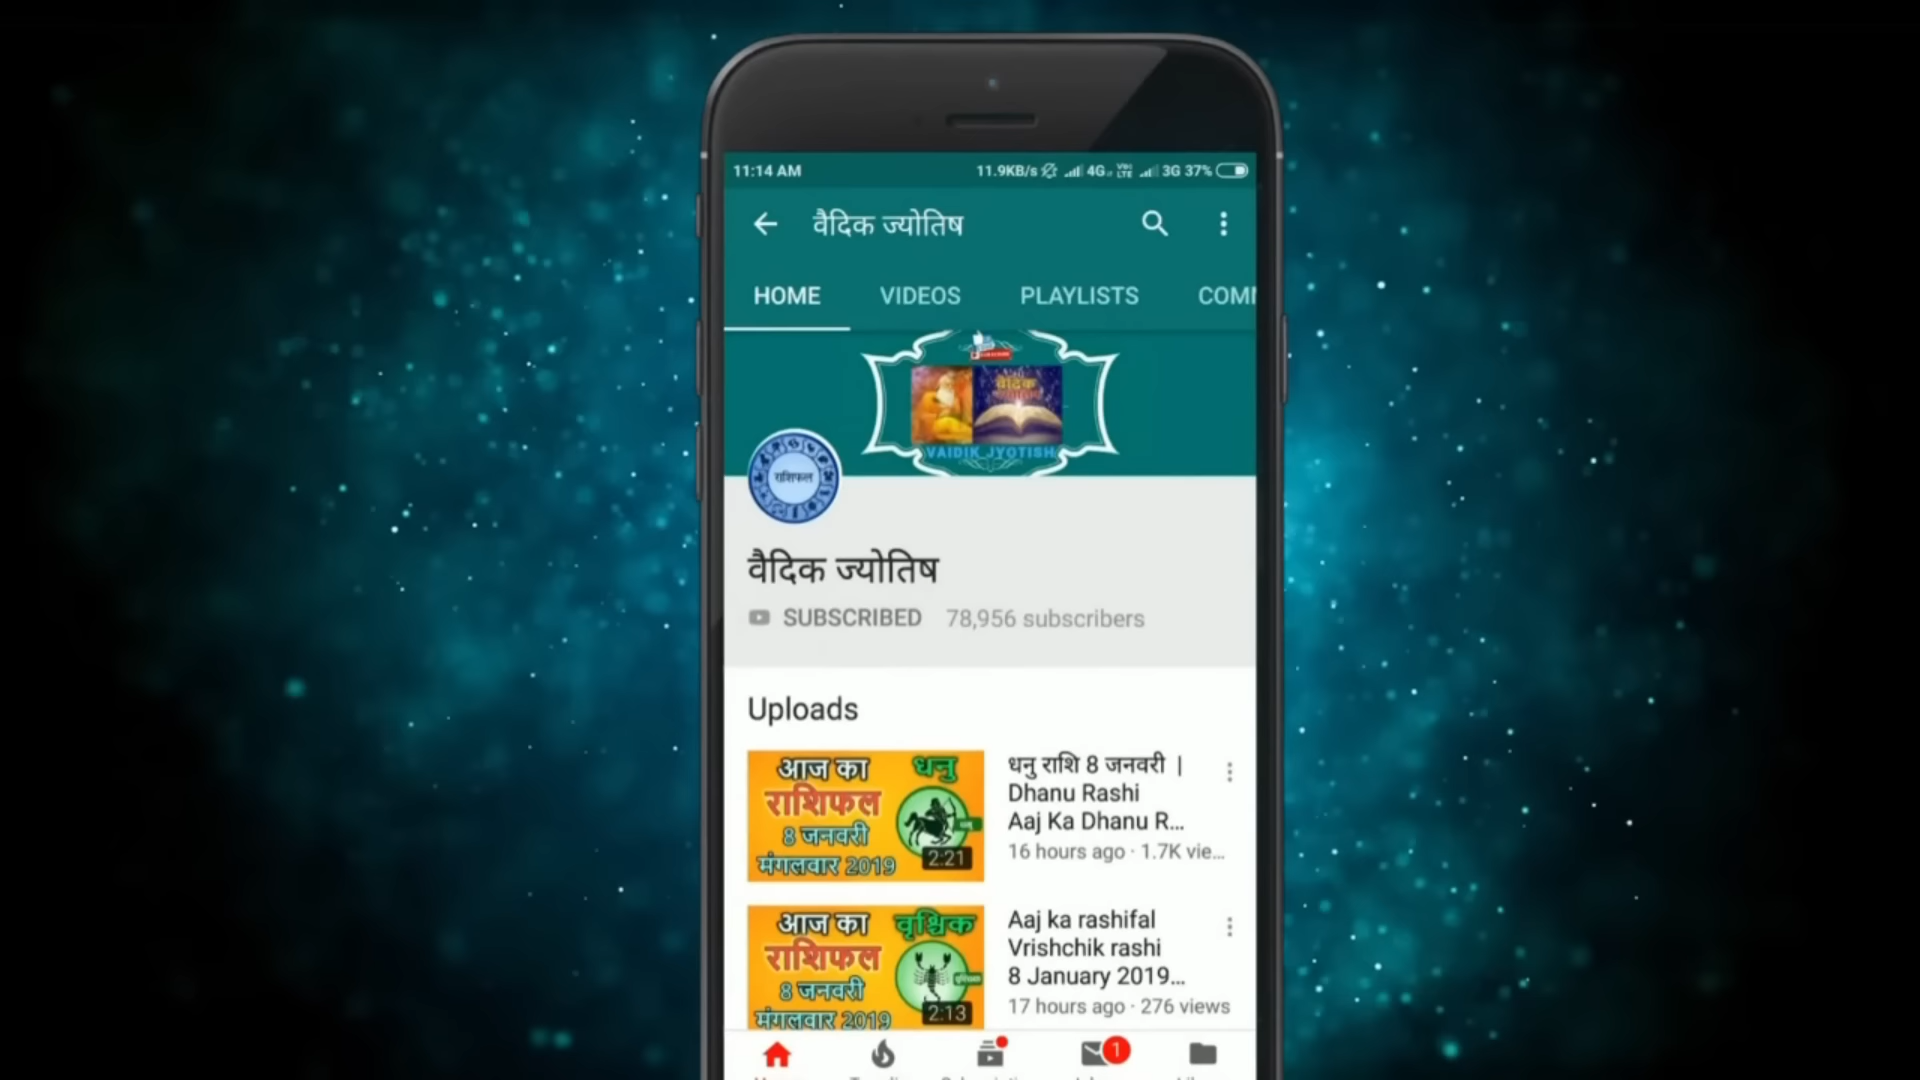 11:14 AM 11.9KB/s 4G VoLTE 3G 37%
वैदिक ज्योतिष
HOME VIDEOS PLAYLISTS COMM
वैदिक
VAIDIK JYOTISH
राशिफल
वैदिक ज्योतिष
SUBSCRIBED 78,956 subscribers
Uploads
आज का धनु
राशिफल
8 जनवरी
मंगलवार 2019
2:21
धनु राशि 8 जनवरी |
Dhanu Rashi
Aaj Ka Dhanu R...
16 hours ago · 1.7K vie...
आज का वृश्चिक
राशिफल
8 जनवरी
मंगलवार 2019
2:13
Aaj ka rashifal
Vrishchik rashi
8 January 2019...
17 hours ago · 276 views
1